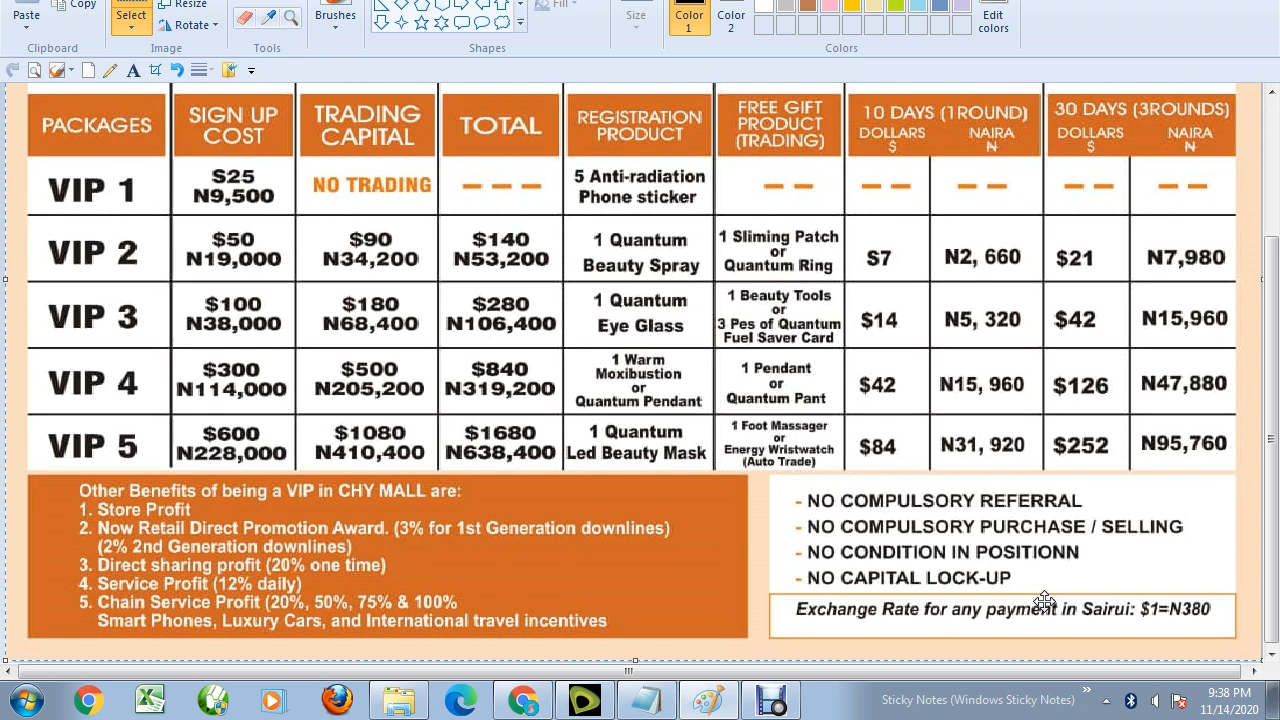 Paste
Select
Resize
Rotate
Brushes
Fill
Size
Color
1
Color
2
Edit
colors
Clipboard
Image
Tools
Shapes
Colors
PACKAGES
SIGN UP
COST
TRADING
CAPITAL
TOTAL
REGISTRATION
PRODUCT
FREE GIFT
PRODUCT
(TRADING)
10 DAYS (1ROUND)
DOLLARS
$
NAIRA
₦
30 DAYS (3ROUNDS)
DOLLARS
$
NAIRA
₦
VIP 1
$25
N9,500
NO TRADING
5 Anti-radiation
Phone sticker
VIP 2
$50
N19,000
$90
N34,200
$140
N53,200
1 Quantum
Beauty Spray
1 Sliming Patch
or
Quantum Ring
$7
N2, 660
$21
N7,980
VIP 3
$100
N38,000
$180
N68,400
$280
N106,400
1 Quantum
Eye Glass
1 Beauty Tools
or
3 Pes of Quantum
Fuel Saver Card
$14
N5, 320
$42
N15,960
VIP 4
$300
N114,000
$500
N205,200
$840
N319,200
1 Warm
Moxibustion
or
Quantum Pendant
1 Pendant
or
Quantum Pant
$42
N15, 960
$126
N47,880
VIP 5
$600
N228,000
$1080
N410,400
$1680
N638,400
1 Quantum
Led Beauty Mask
1 Foot Massager
or
Energy Wristwatch
(Auto Trade)
$84
N31, 920
$252
N95,760
Other Benefits of being a VIP in CHY MALL are:
1. Store Profit
2. Now Retail Direct Promotion Award. (3% for 1st Generation downlines)
(2% 2nd Generation downlines)
3. Direct sharing profit (20% one time)
4. Service Profit (12% daily)
5. Chain Service Profit (20%, 50%, 75% & 100%
Smart Phones, Luxury Cars, and International travel incentives
- NO COMPULSORY REFERRAL
- NO COMPULSORY PURCHASE / SELLING
- NO CONDITION IN POSITIONN
- NO CAPITAL LOCK-UP
Exchange Rate for any payment in Sairui: $1=N380
Sticky Notes (Windows Sticky Notes)
9:38 PM
11/14/2020